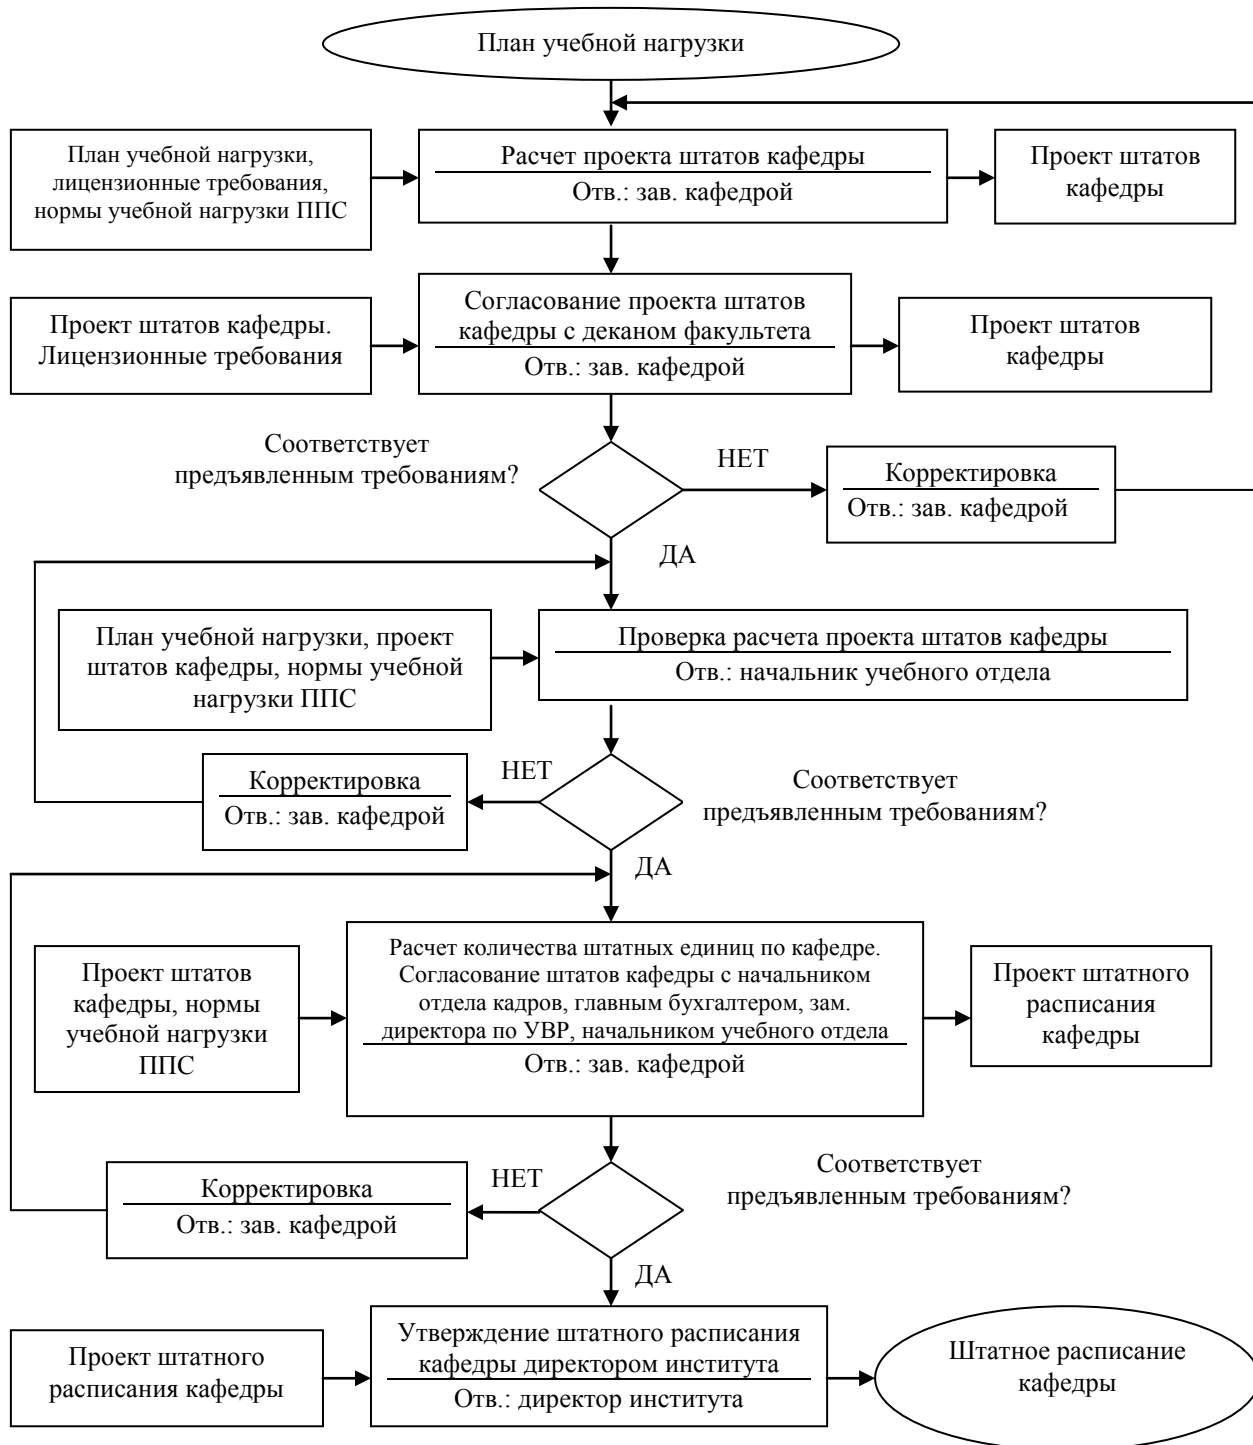 План учебной нагрузки
План учебной нагрузки,
лицензионные требования,
нормы учебной нагрузки ППС
Расчет проекта штатов кафедры
Отв.: зав. кафедрой
Проект штатов
кафедры
Проект штатов кафедры.
Лицензионные требования
Согласование проекта штатов
кафедры с деканом факультета
Отв.: зав. кафедрой
Проект штатов
кафедры
Соответствует
предъявленным требованиям?
НЕТ
Корректировка
Отв.: зав. кафедрой
ДА
План учебной нагрузки, проект
штатов кафедры, нормы учебной
нагрузки ППС
Проверка расчета проекта штатов кафедры
Отв.: начальник учебного отдела
Корректировка
Отв.: зав. кафедрой
НЕТ
Соответствует
предъявленным требованиям?
ДА
Проект штатов
кафедры, нормы
учебной нагрузки
ППС
Расчет количества штатных единиц по кафедре.
Согласование штатов кафедры с начальником
отдела кадров, главным бухгалтером, зам.
директора по УВР, начальником учебного отдела
Отв.: зав. кафедрой
Проект штатного
расписания
кафедры
Корректировка
Отв.: зав. кафедрой
НЕТ
Соответствует
предъявленным требованиям?
ДА
Проект штатного
расписания кафедры
Утверждение штатного расписания
кафедры директором института
Отв.: директор института
Штатное расписание
кафедры